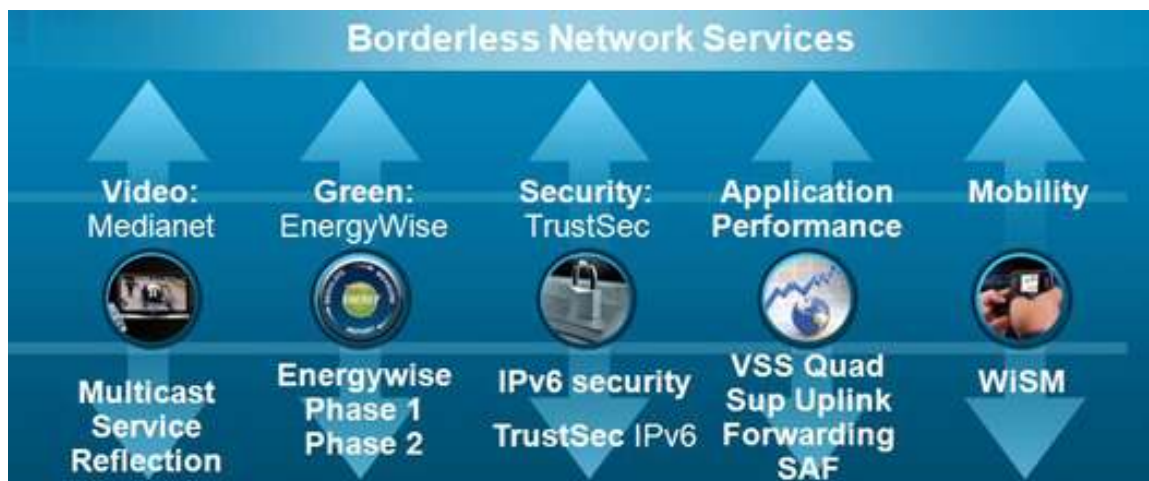 Borderless Network Services
Video:
Medianet
Green:
EnergyWise
Security:
TrustSec
Application
Performance
Mobility
ENERGY
Multicast
Service
Reflection
Energywise
Phase 1
Phase 2
IPv6 security
TrustSec IPv6
VSS Quad
Sup Uplink
Forwarding
SAF
WiSM